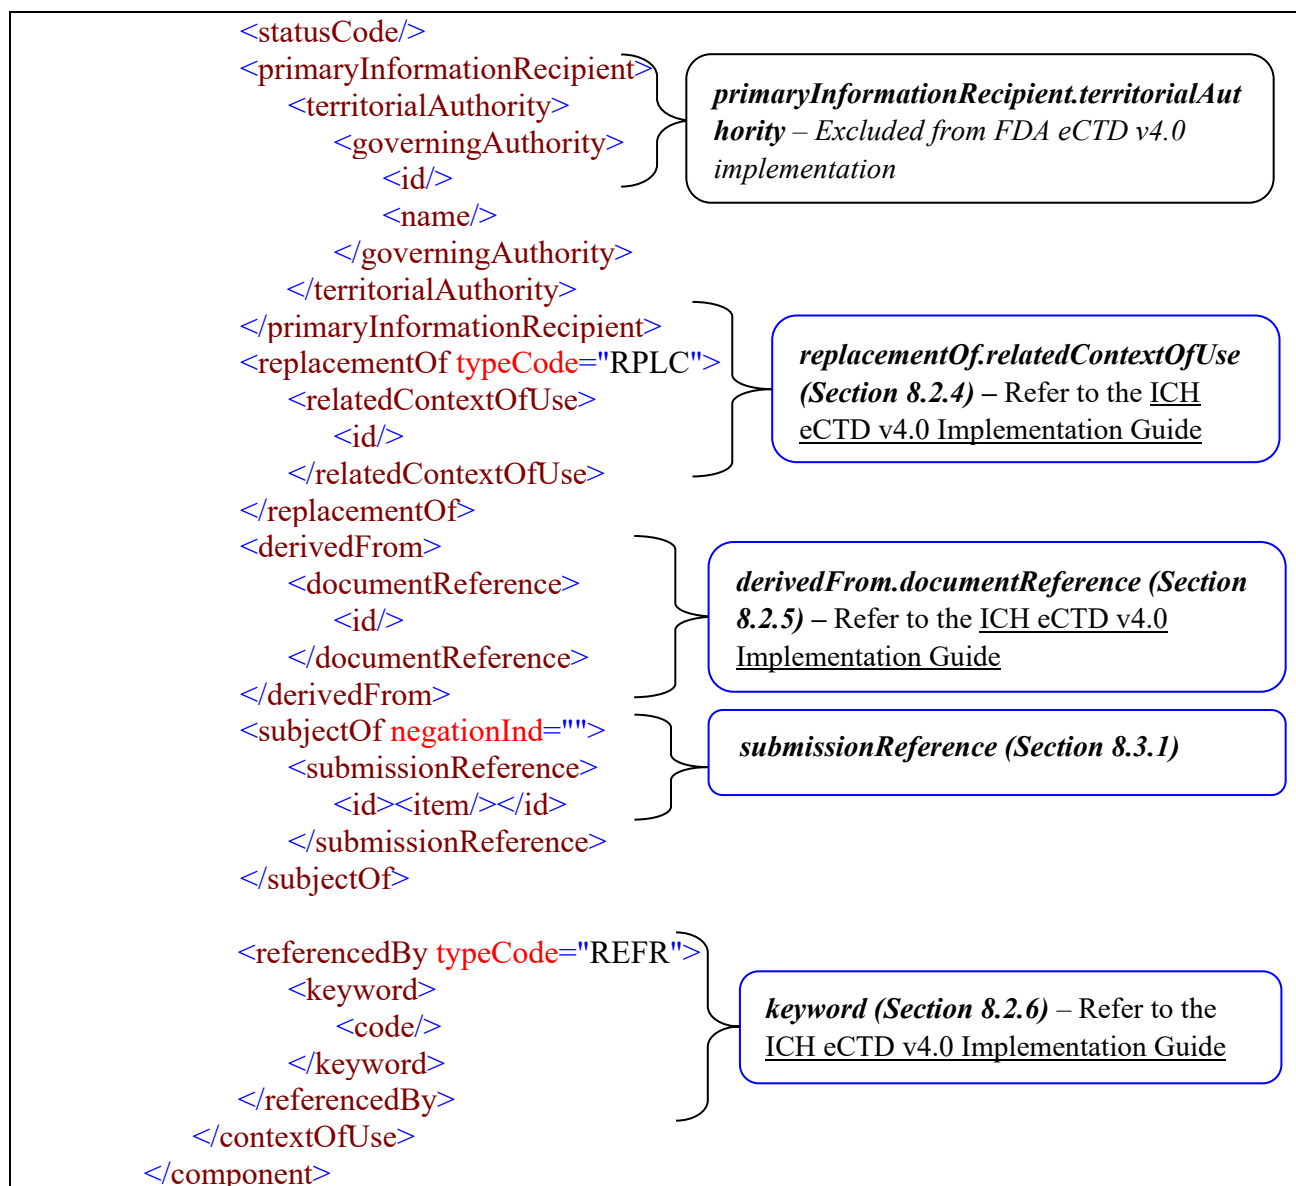 <statusCode/>
<primaryInformationRecipient>
<territorialAuthority>
<governingAuthority>
<id/>
<name/>
</governingAuthority>
</territorialAuthority>
</primaryInformationRecipient>
primaryInformationRecipient.territorialAut
hority – Excluded from FDA eCTD v4.0
implementation
<replacementOf typeCode="RPLC">
<relatedContextOfUse>
<id/>
</relatedContextOfUse>
</replacementOf>
replacementOf.relatedContextOfUse
(Section 8.2.4) – Refer to the ICH
eCTD v4.0 Implementation Guide
<derivedFrom>
<documentReference>
<id/>
</documentReference>
</derivedFrom>
derivedFrom.documentReference (Section
8.2.5) – Refer to the ICH eCTD v4.0
Implementation Guide
<subjectOf negationInd="">
<submissionReference>
<id><item/></id>
</submissionReference>
</subjectOf>
submissionReference (Section 8.3.1)
<referencedBy typeCode="REFR">
<keyword>
<code/>
</keyword>
</referencedBy>
keyword (Section 8.2.6) – Refer to the
ICH eCTD v4.0 Implementation Guide
</contextOfUse>
</component>